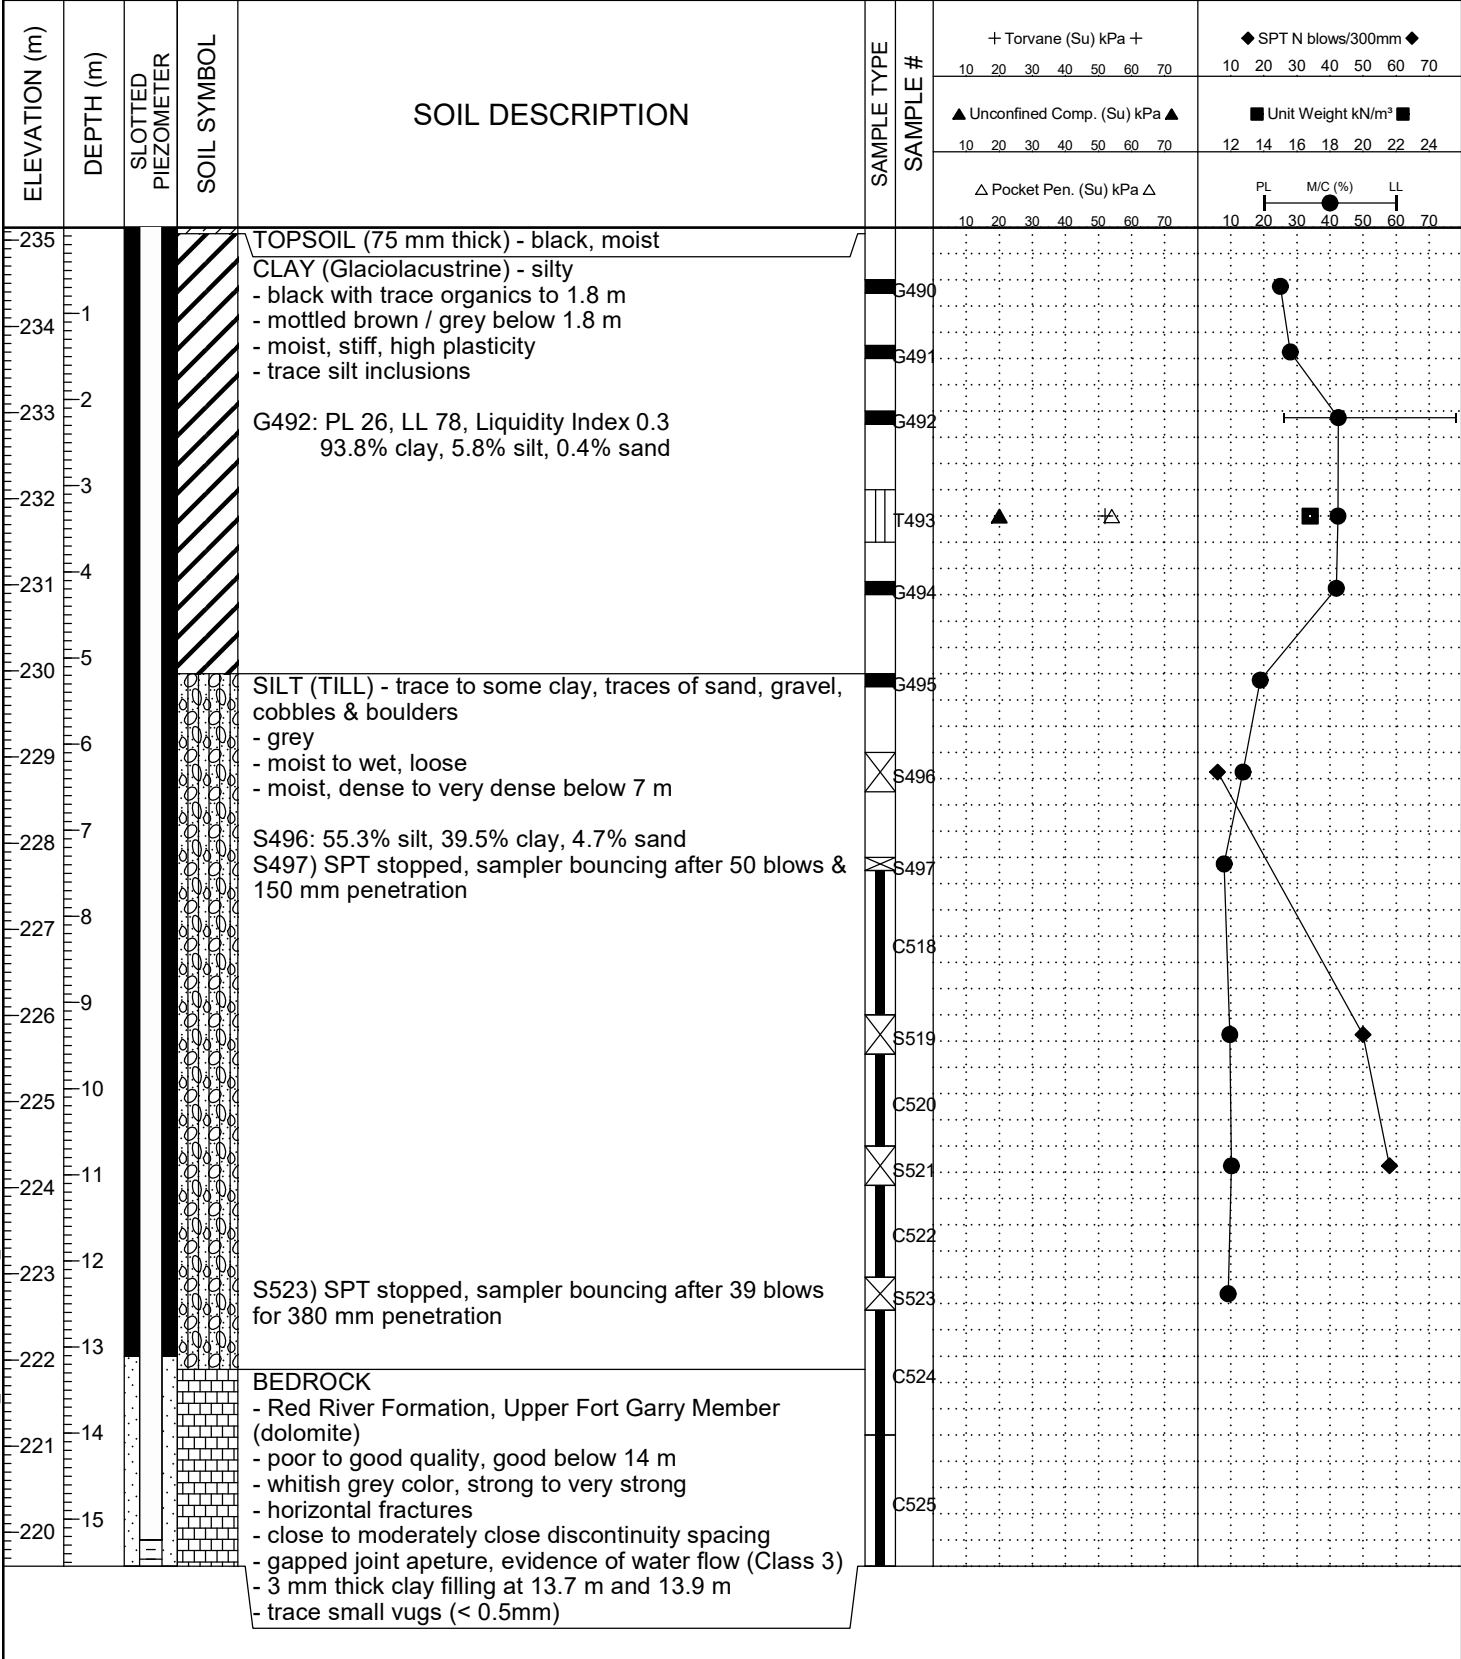 ELEVATION (m)
DEPTH (m)
SLOTTED
PIEZOMETER
SOIL SYMBOL
SOIL DESCRIPTION
SAMPLE TYPE
SAMPLE #
+ Torvane (Su) kPa +
10 20 30 40 50 60 70
▲ Unconfined Comp. (Su) kPa ▲
10 20 30 40 50 60 70
△ Pocket Pen. (Su) kPa △
10 20 30 40 50 60 70
◆ SPT N blows/300mm ◆
10 20 30 40 50 60 70
■ Unit Weight kN/m³ ■
12 14 16 18 20 22 24
PL M/C (%) LL
10 20 30 40 50 60 70
235
234
233
232
231
230
229
228
227
226
225
224
223
222
221
220
1
2
3
4
5
6
7
8
9
10
11
12
13
14
15
TOPSOIL (75 mm thick) - black, moist
CLAY (Glaciolacustrine) - silty
- black with trace organics to 1.8 m
- mottled brown / grey below 1.8 m
- moist, stiff, high plasticity
- trace silt inclusions
G492: PL 26, LL 78, Liquidity Index 0.3
93.8% clay, 5.8% silt, 0.4% sand
SILT (TILL) - trace to some clay, traces of sand, gravel,
cobbles & boulders
- grey
- moist to wet, loose
- moist, dense to very dense below 7 m
S496: 55.3% silt, 39.5% clay, 4.7% sand
S497) SPT stopped, sampler bouncing after 50 blows &
150 mm penetration
S523) SPT stopped, sampler bouncing after 39 blows
for 380 mm penetration
BEDROCK
- Red River Formation, Upper Fort Garry Member
(dolomite)
- poor to good quality, good below 14 m
- whitish grey color, strong to very strong
- horizontal fractures
- close to moderately close discontinuity spacing
- gapped joint apeture, evidence of water flow (Class 3)
- 3 mm thick clay filling at 13.7 m and 13.9 m
- trace small vugs (< 0.5mm)
G490
G491
G492
T493
G494
G495
S496
S497
C518
S519
C520
S521
C522
S523
C524
C525